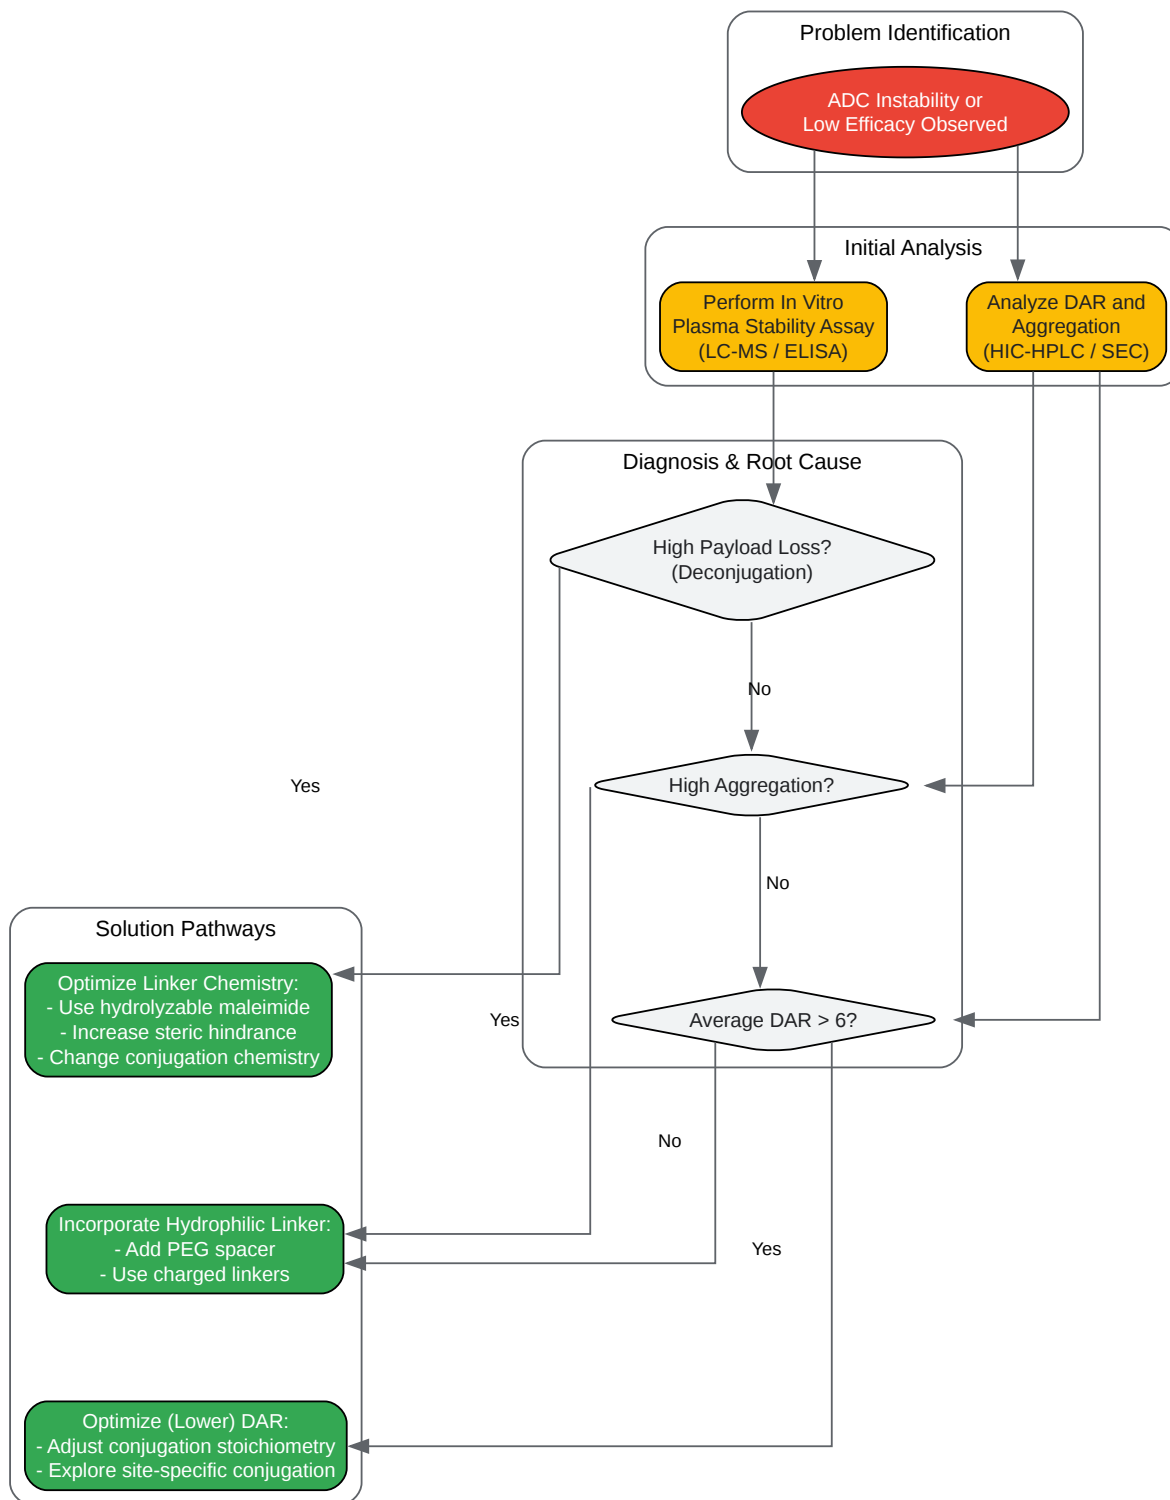 Problem Identification
ADC Instability or
Low Efficacy Observed
Initial Analysis
Perform In Vitro
Plasma Stability Assay
(LC-MS / ELISA)
Analyze DAR and
Aggregation
(HIC-HPLC / SEC)
Diagnosis & Root Cause
High Payload Loss?
(Deconjugation)
No
High Aggregation?
Yes
No
Solution Pathways
Optimize Linker Chemistry:
- Use hydrolyzable maleimide
- Increase steric hindrance
- Change conjugation chemistry
Yes
Average DAR > 6?
No
Incorporate Hydrophilic Linker:
- Add PEG spacer
- Use charged linkers
Yes
Optimize (Lower) DAR:
- Adjust conjugation stoichiometry
- Explore site-specific conjugation